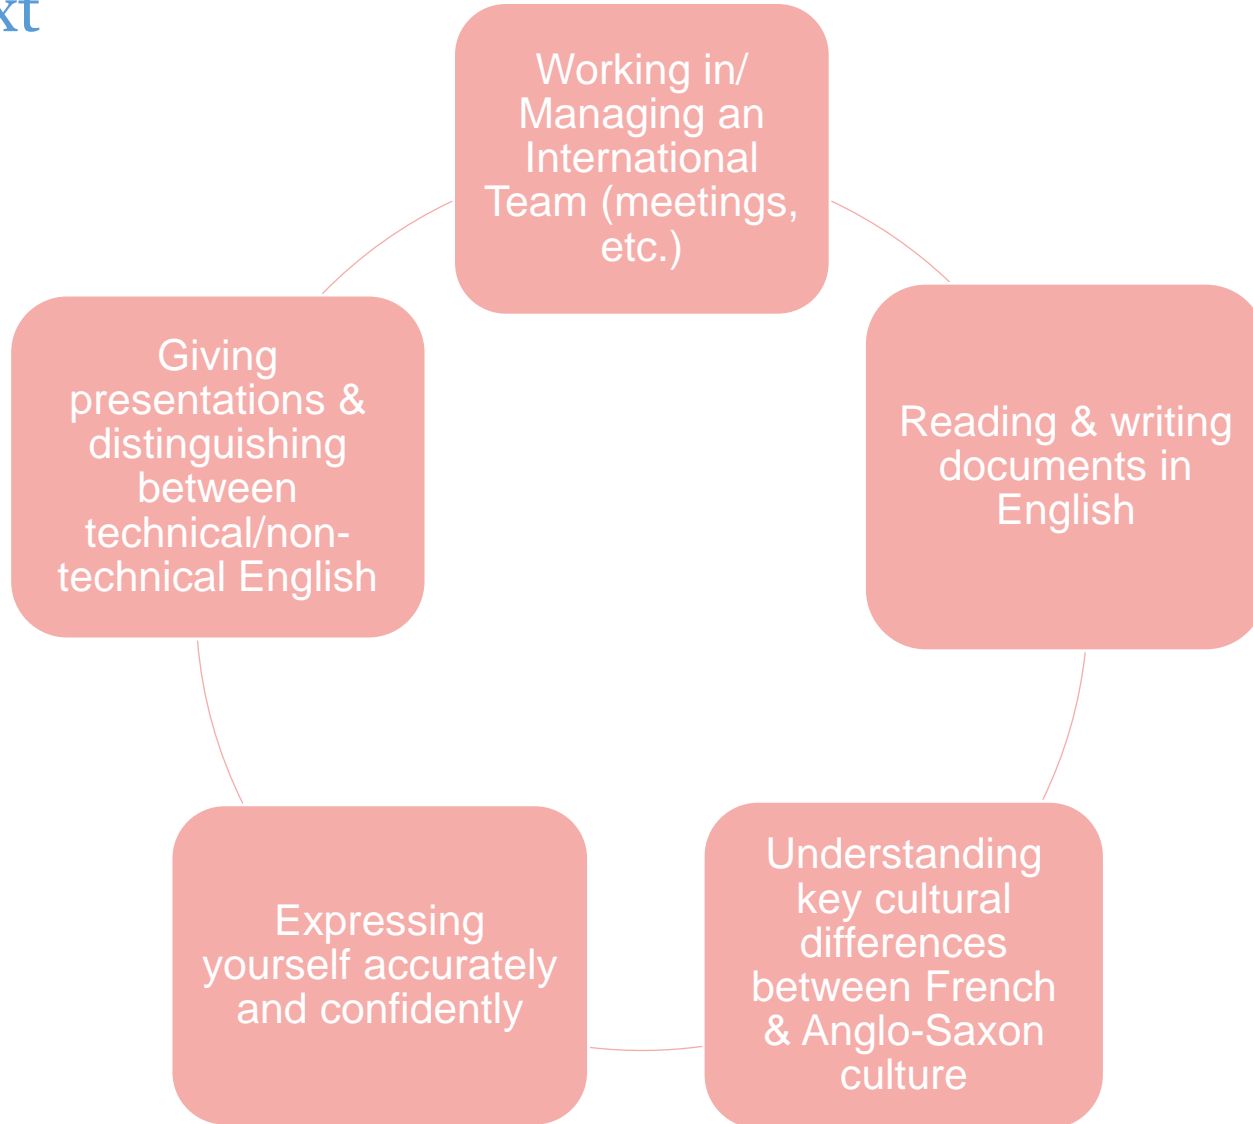 xt
Working in/
Managing an
International
Team (meetings,
etc.)
Reading & writing
documents in
English
Understanding
key cultural
differences
between French
& Anglo-Saxon
culture
Expressing
yourself accurately
and confidently
Giving
presentations &
distinguishing
between
technical/non-
technical English